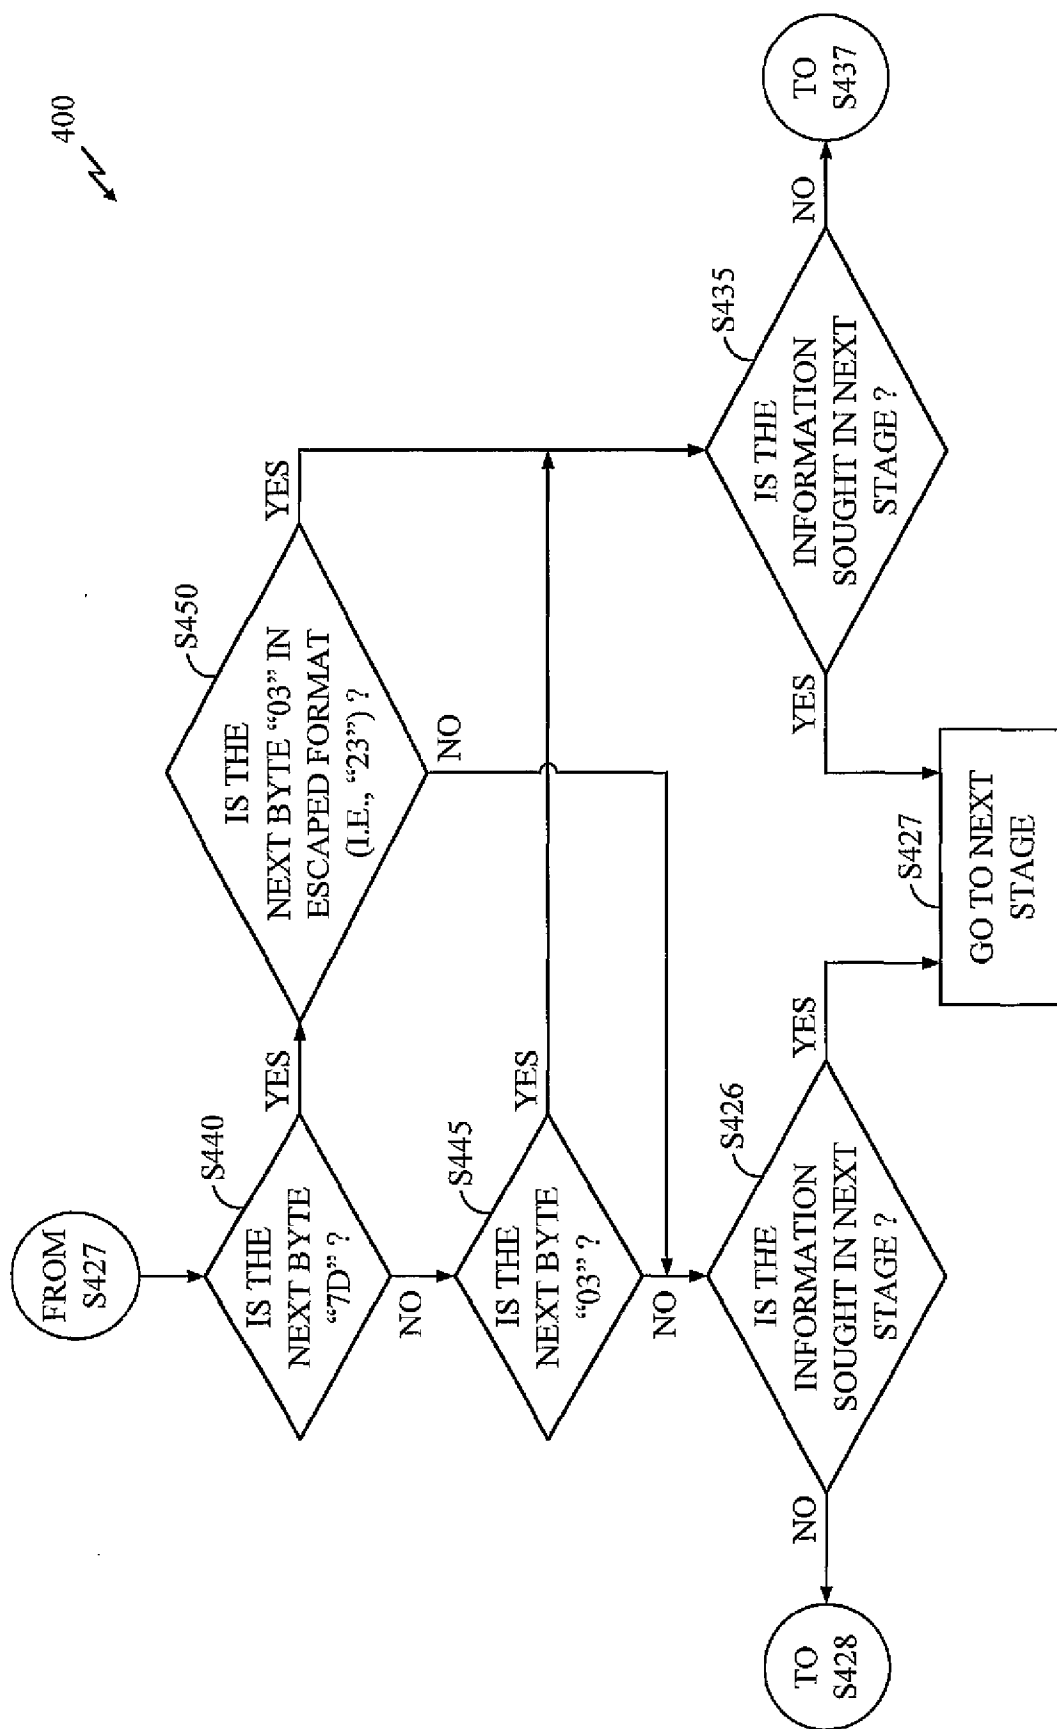 400
FROM
S427
S440
IS THE
NEXT BYTE
“7D” ?
YES
NO
S450
IS THE
NEXT BYTE “03” IN
ESCAPED FORMAT
(I.E., “23”) ?
YES
NO
S445
IS THE
NEXT BYTE
“03” ?
YES
NO
S426
IS THE
INFORMATION
SOUGHT IN NEXT
STAGE ?
NO
YES
TO
S428
S435
IS THE
INFORMATION
SOUGHT IN NEXT
STAGE ?
YES
NO
TO
S437
S427
GO TO NEXT
STAGE